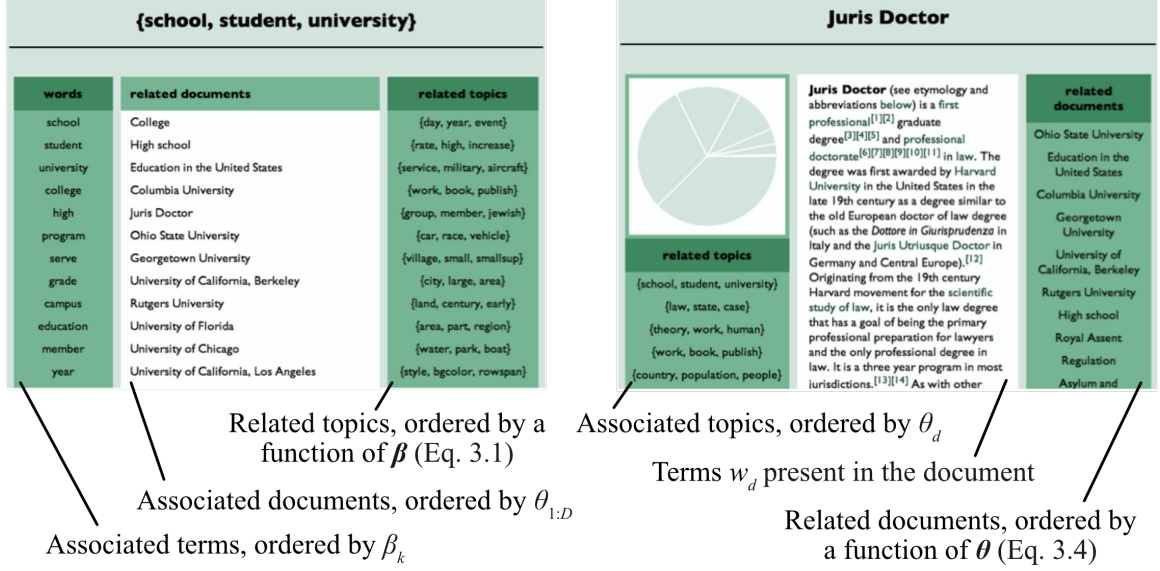 {school, student, university}
words
school
student
university
college
high
program
serve
grade
campus
education
member
year
related documents
College
High school
Education in the United States
Columbia University
Juris Doctor
Ohio State University
Georgetown University
University of California, Berkeley
Rutgers University
University of Florida
University of Chicago
University of California, Los Angeles
related topics
{day, year, event}
{rate, high, increase}
{service, military, aircraft}
{work, book, publish}
{group, member, jewish}
{car, race, vehicle}
{village, small, smallsup}
{city, large, area}
{land, century, early}
{area, part, region}
{water, park, boat}
{style, bgcolor, rowspan}
Related topics, ordered by a
function of β (Eq. 3.1)
Associated documents, ordered by θ1:D
Associated terms, ordered by βk
Juris Doctor
related topics
{school, student, university}
{law, state, case}
{theory, work, human}
{work, book, publish}
{country, population, people}
Juris Doctor (see etymology and
abbreviations below) is a first
professional[1][2] graduate
degree[3][4][5] and professional
doctorate[6][7][8][9][10][11] in law. The
degree was first awarded by Harvard
University in the United States in the
late 19th century as a degree similar to
the old European doctor of law degree
(such as the Dottore in Giurisprudenza in
Italy and the Juris Utriusque Doctor in
Germany and Central Europe).[12]
Originating from the 19th century
Harvard movement for the scientific
study of law, it is the only law degree
that has a goal of being the primary
professional preparation for lawyers
and the only professional degree in
law. It is a three year program in most
jurisdictions.[13][14] As with other
related
documents
Ohio State University
Education in the
United States
Columbia University
Georgetown
University
University of
California, Berkeley
Rutgers University
High school
Royal Assent
Regulation
Asylum and
Associated topics, ordered by θd
Terms wd present in the document
Related documents, ordered by
a function of θ (Eq. 3.4)